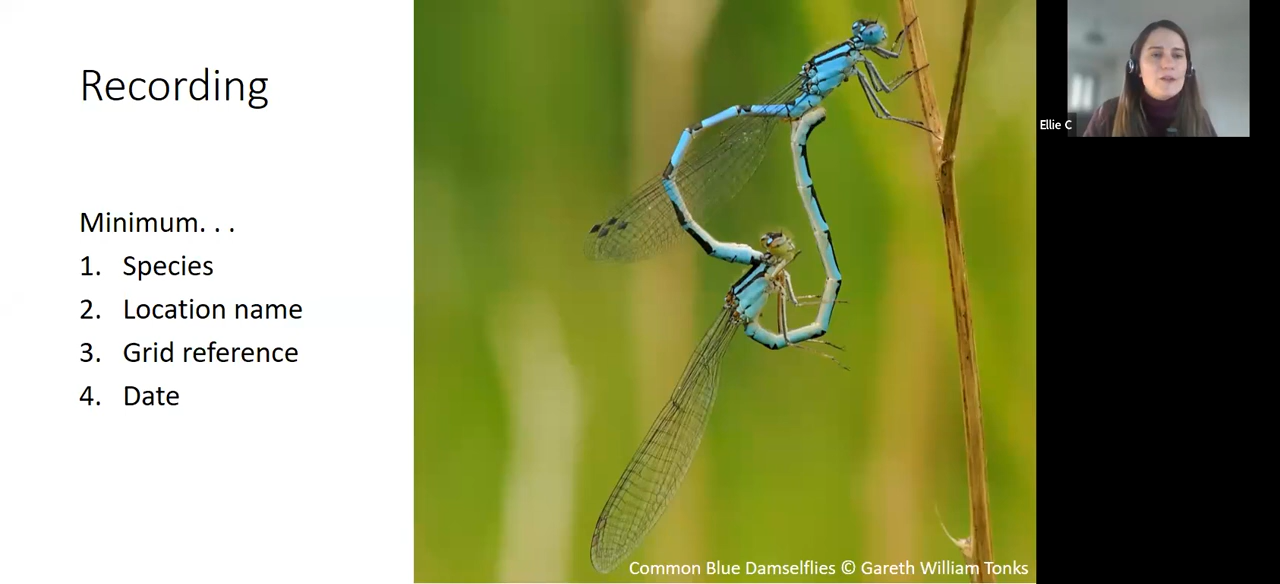 Recording
Minimum. . .
1. Species
2. Location name
3. Grid reference
4. Date
Common Blue Damselflies © Gareth William Tonks
Ellie C